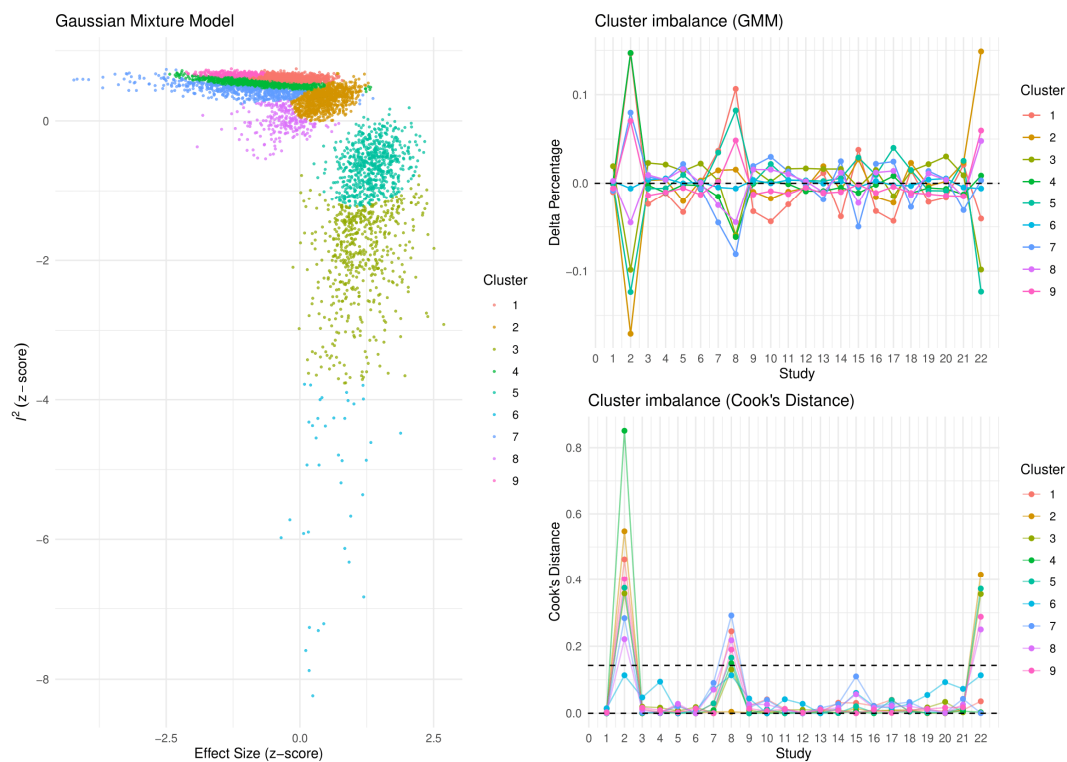 Gaussian Mixture Model
0
−2
−4
−6
−8
I² (z−score)
−2.5 0.0 2.5
Effect Size (z−score)
Cluster
1
2
3
4
5
6
7
8
9
Cluster imbalance (GMM)
0.1
0.0
−0.1
Delta Percentage
0 1 2 3 4 5 6 7 8 9 10 11 12 13 14 15 16 17 18 19 20 21 22
Study
Cluster
1
2
3
4
5
6
7
8
9
Cluster imbalance (Cook's Distance)
0.8
0.6
0.4
0.2
0.0
Cook's Distance
0 1 2 3 4 5 6 7 8 9 10 11 12 13 14 15 16 17 18 19 20 21 22
Study
Cluster
1
2
3
4
5
6
7
8
9